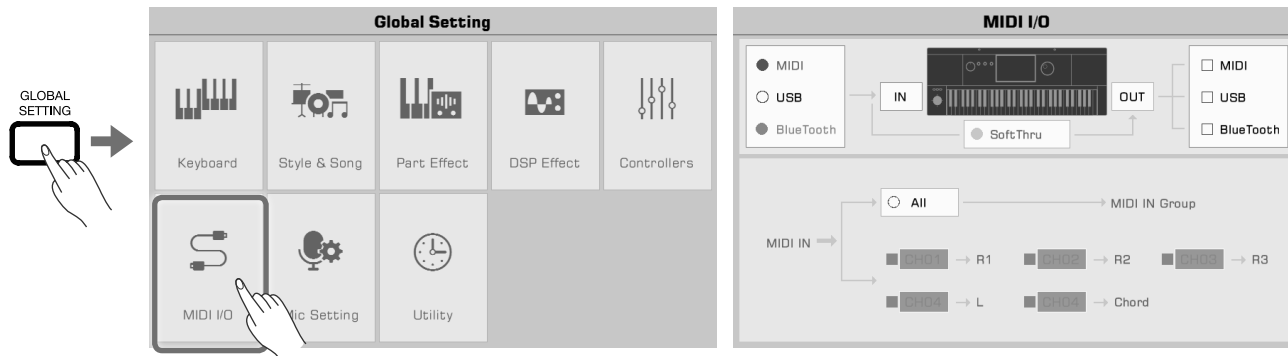 GLOBAL
SETTING
Global Setting
Keyboard
Style & Song
Part Effect
DSP Effect
Controllers
MIDI I/O
Mic Setting
Utility
MIDI I/O
MIDI
USB
BlueTooth
IN
SoftThru
OUT
MIDI
USB
BlueTooth
MIDI IN
All
MIDI IN Group
CH01 → R1
CH02 → R2
CH03 → R3
CH04 → L
CH04 → Chord